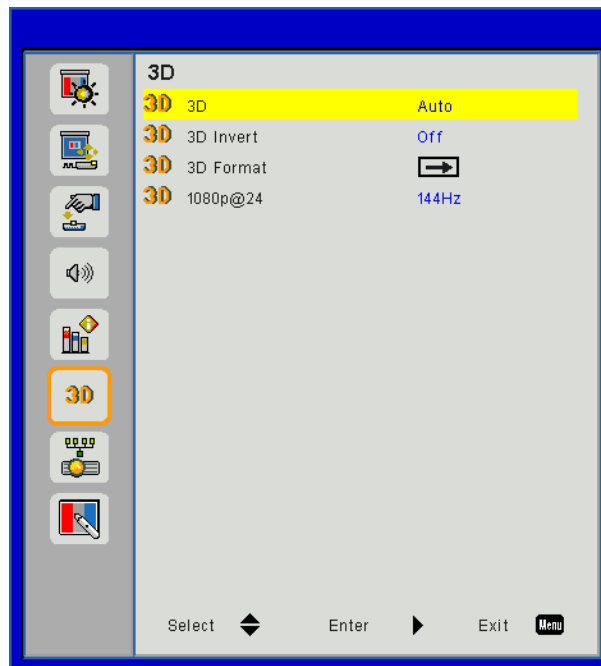 3D
3D 3D Auto
3D 3D Invert Off
3D 3D Format
3D 1080p@24 144Hz
3D
Select Enter Exit Menu